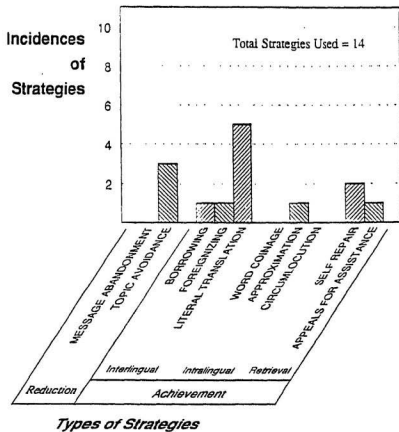 Incidences
of
Strategies
10
8
6
4
2
Total Strategies Used = 14
MESSAGE ABANDONMENT
TOPIC AVOIDANCE
BORROWING
FOREIGNIZING
LITERAL TRANSLATION
WORD COINAGE
APPROXIMATION
CIRCUMLOCUTION
SELF REPAIR
APPEALS FOR ASSISTANCE
Interlingual
Intralingual
Retrieval
Reduction
Achievement
Types of Strategies